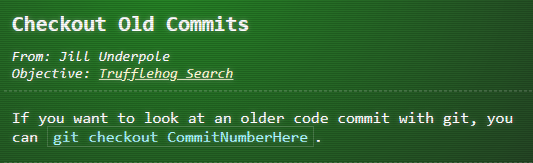 Checkout Old Commits
From: Jill Underpole
Objective: Trufflehog Search
If you want to look at an older code commit with git, you
can git checkout CommitNumberHere.